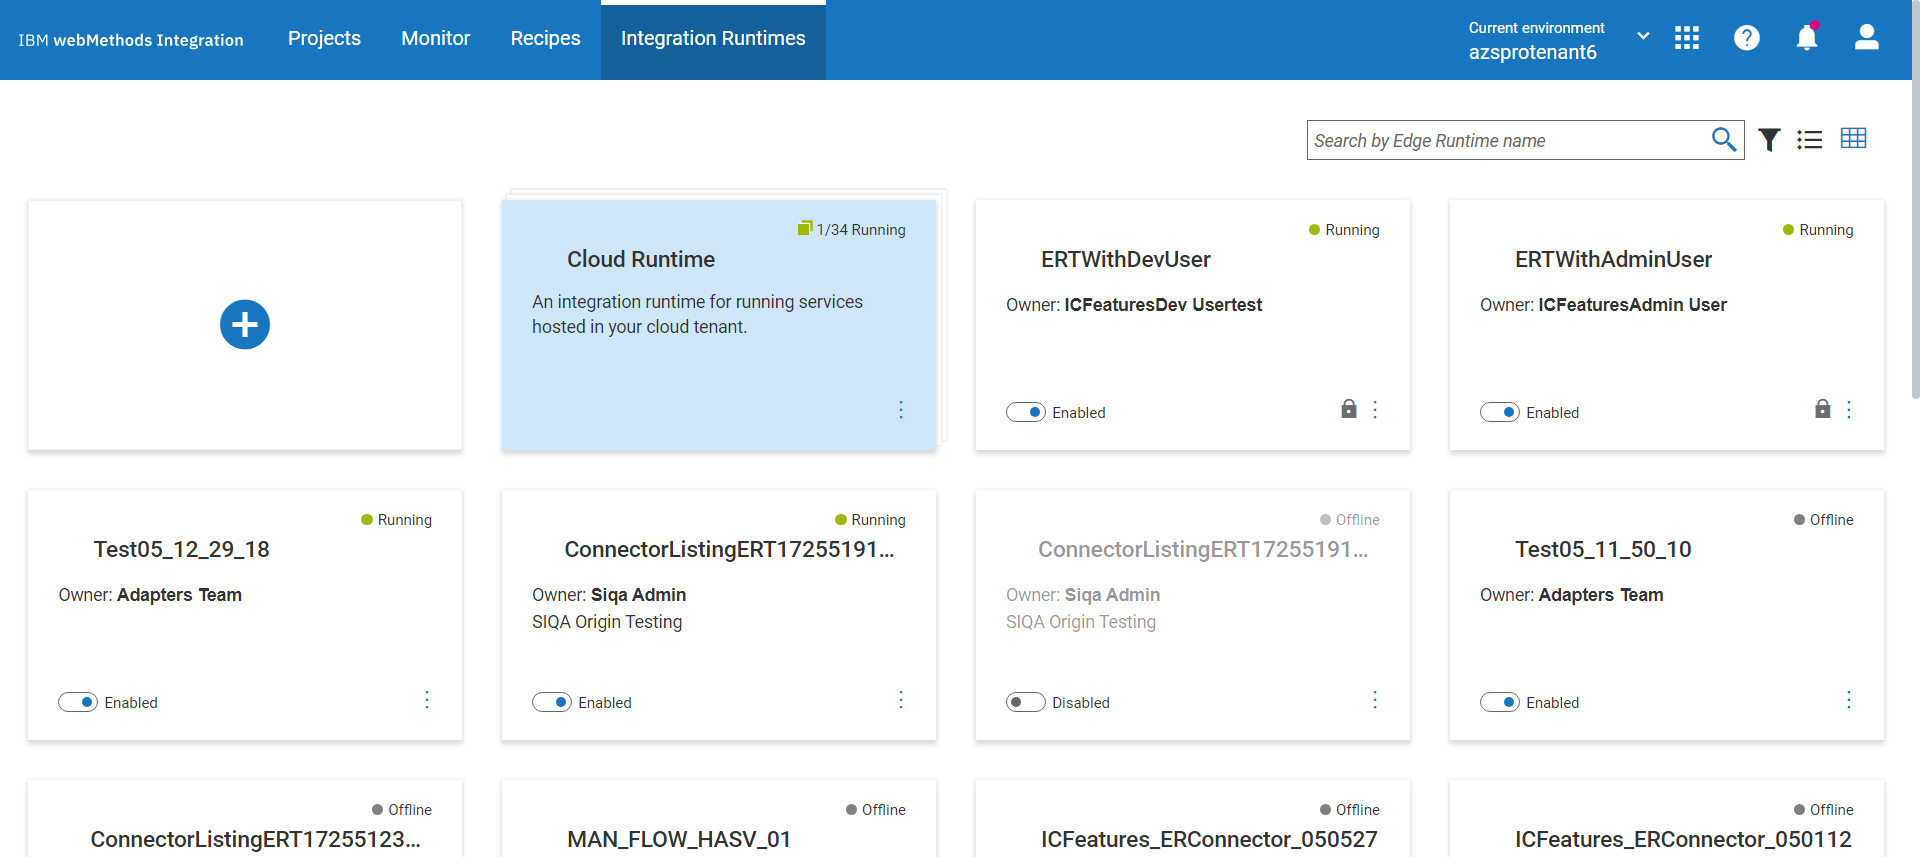 IBM webMethods Integration
Projects
Monitor
Recipes
Integration Runtimes
Current environment
azsprotenant6
Search by Edge Runtime name
1/34 Running
Cloud Runtime
An integration runtime for running services
hosted in your cloud tenant.
Running
ERTWithDevUser
Owner: ICFeaturesDev Usertest
Enabled
Running
ERTWithAdminUser
Owner: ICFeaturesAdmin User
Enabled
Running
Test05_12_29_18
Owner: Adapters Team
Enabled
Running
ConnectorListingERT17255191...
Owner: Siqa Admin
SIQA Origin Testing
Enabled
Offline
ConnectorListingERT17255191...
Owner: Siqa Admin
SIQA Origin Testing
Disabled
Offline
Test05_11_50_10
Owner: Adapters Team
Enabled
Offline
ConnectorListingERT17255123...
Offline
MAN_FLOW_HASV_01
Offline
ICFeatures_ERConnector_050527
Offline
ICFeatures_ERConnector_050112